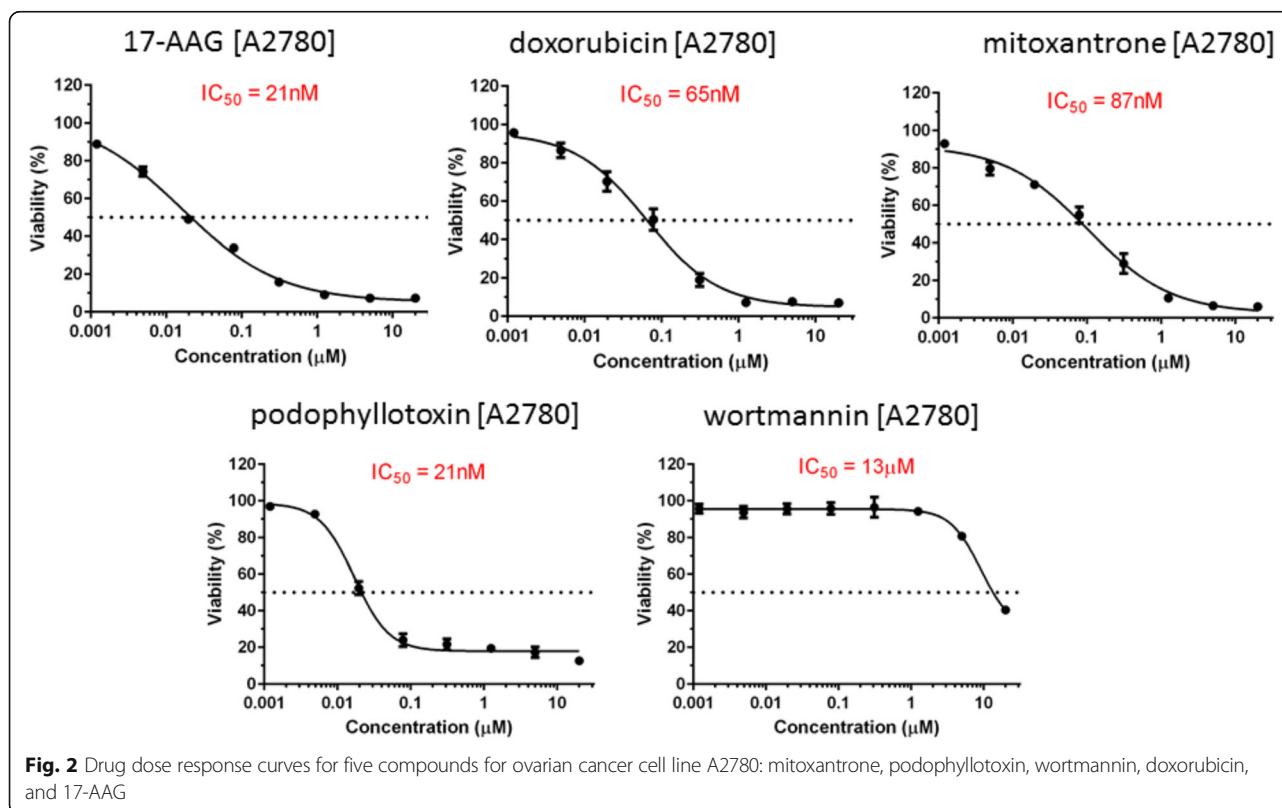 17-AAG [A2780]
IC50 = 21nM
120
100
80
60
40
20
0
Viability (%)
0.001 0.01 0.1 1 10
Concentration (μM)
doxorubicin [A2780]
IC50 = 65nM
120
100
80
60
40
20
0
Viability (%)
0.001 0.01 0.1 1 10
Concentration (μM)
mitoxantrone [A2780]
IC50 = 87nM
120
100
80
60
40
20
0
Viability (%)
0.001 0.01 0.1 1 10
Concentration (μM)
podophyllotoxin [A2780]
IC50 = 21nM
120
100
80
60
40
20
0
Viability (%)
0.001 0.01 0.1 1 10
Concentration (μM)
wortmannin [A2780]
IC50 = 13μM
120
100
80
60
40
20
0
Viability (%)
0.001 0.01 0.1 1 10
Concentration (μM)
Fig. 2 Drug dose response curves for five compounds for ovarian cancer cell line A2780: mitoxantrone, podophyllotoxin, wortmannin, doxorubicin,
and 17-AAG